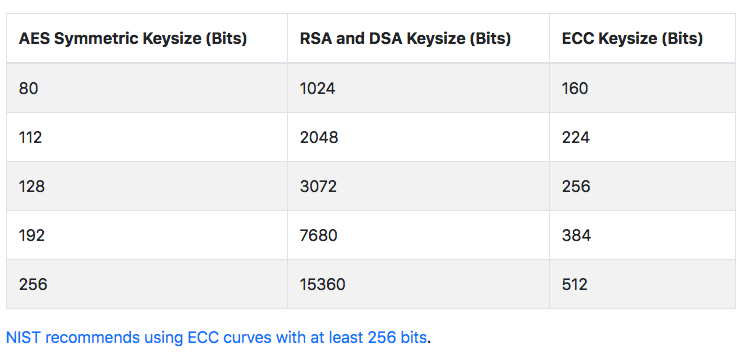 AES Symmetric Keysize (Bits) RSA and DSA Keysize (Bits) ECC Keysize (Bits)
80 1024 160
112 2048 224
128 3072 256
192 7680 384
256 15360 512
NIST recommends using ECC curves with at least 256 bits.